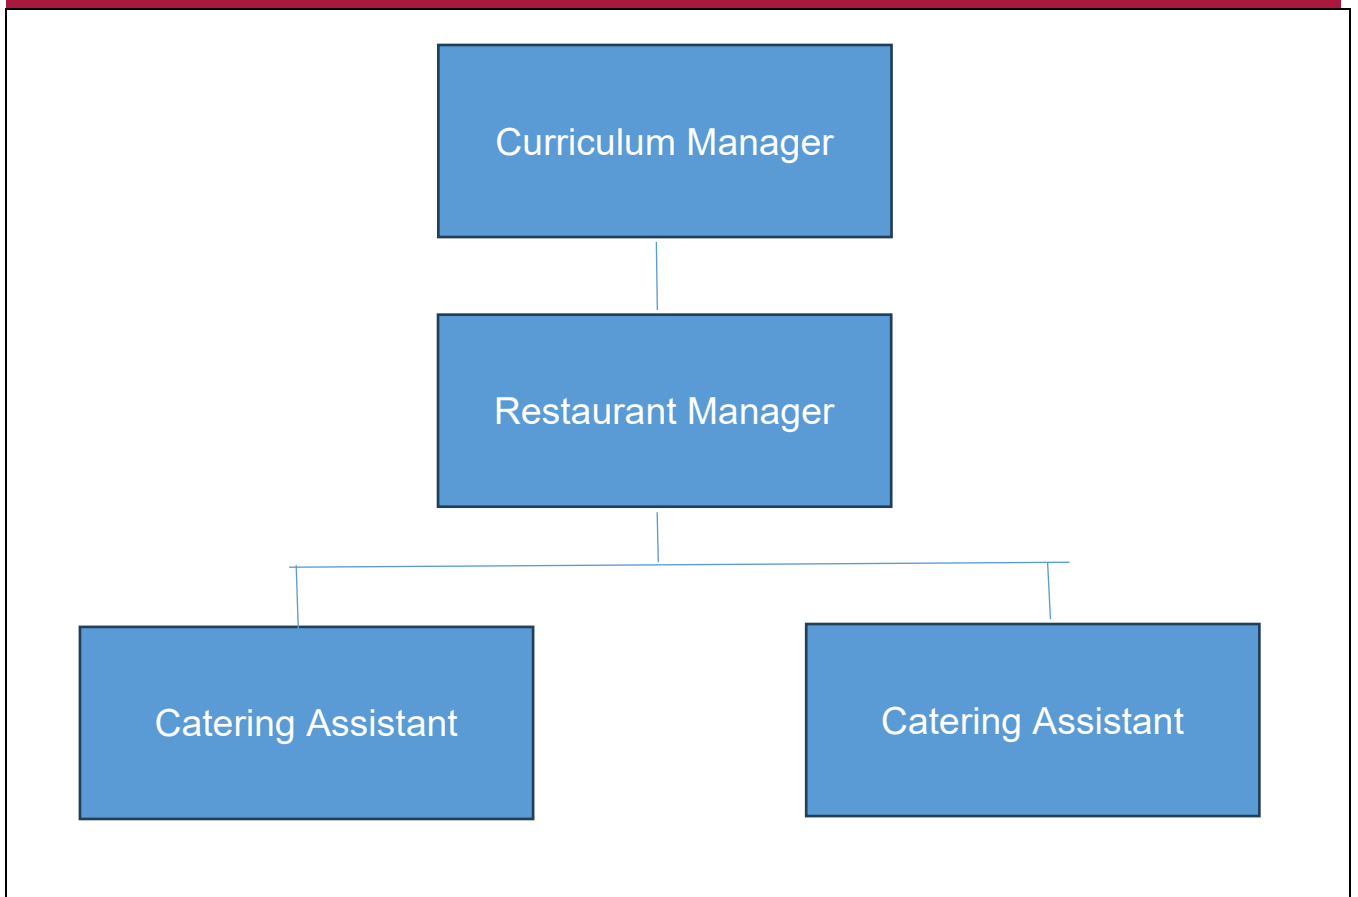 Curriculum Manager
Restaurant Manager
Catering Assistant
Catering Assistant